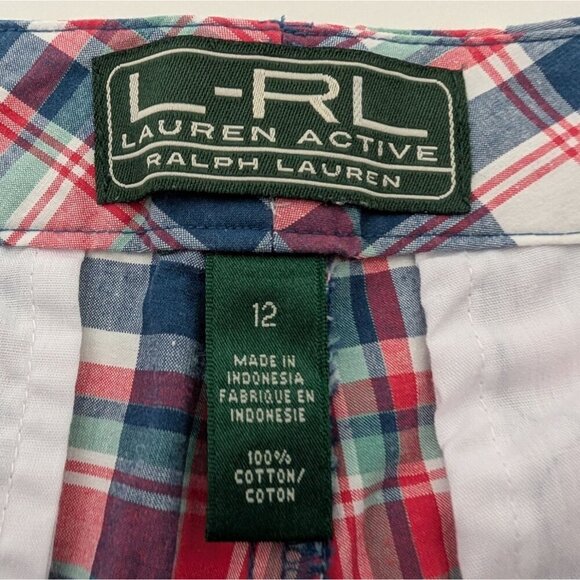 L-RL
LAUREN ACTIVE
RALPH LAUREN
12
MADE IN
INDONESIA
FABRIQUE EN
INDONESIE
100%
COTTON/
COTON